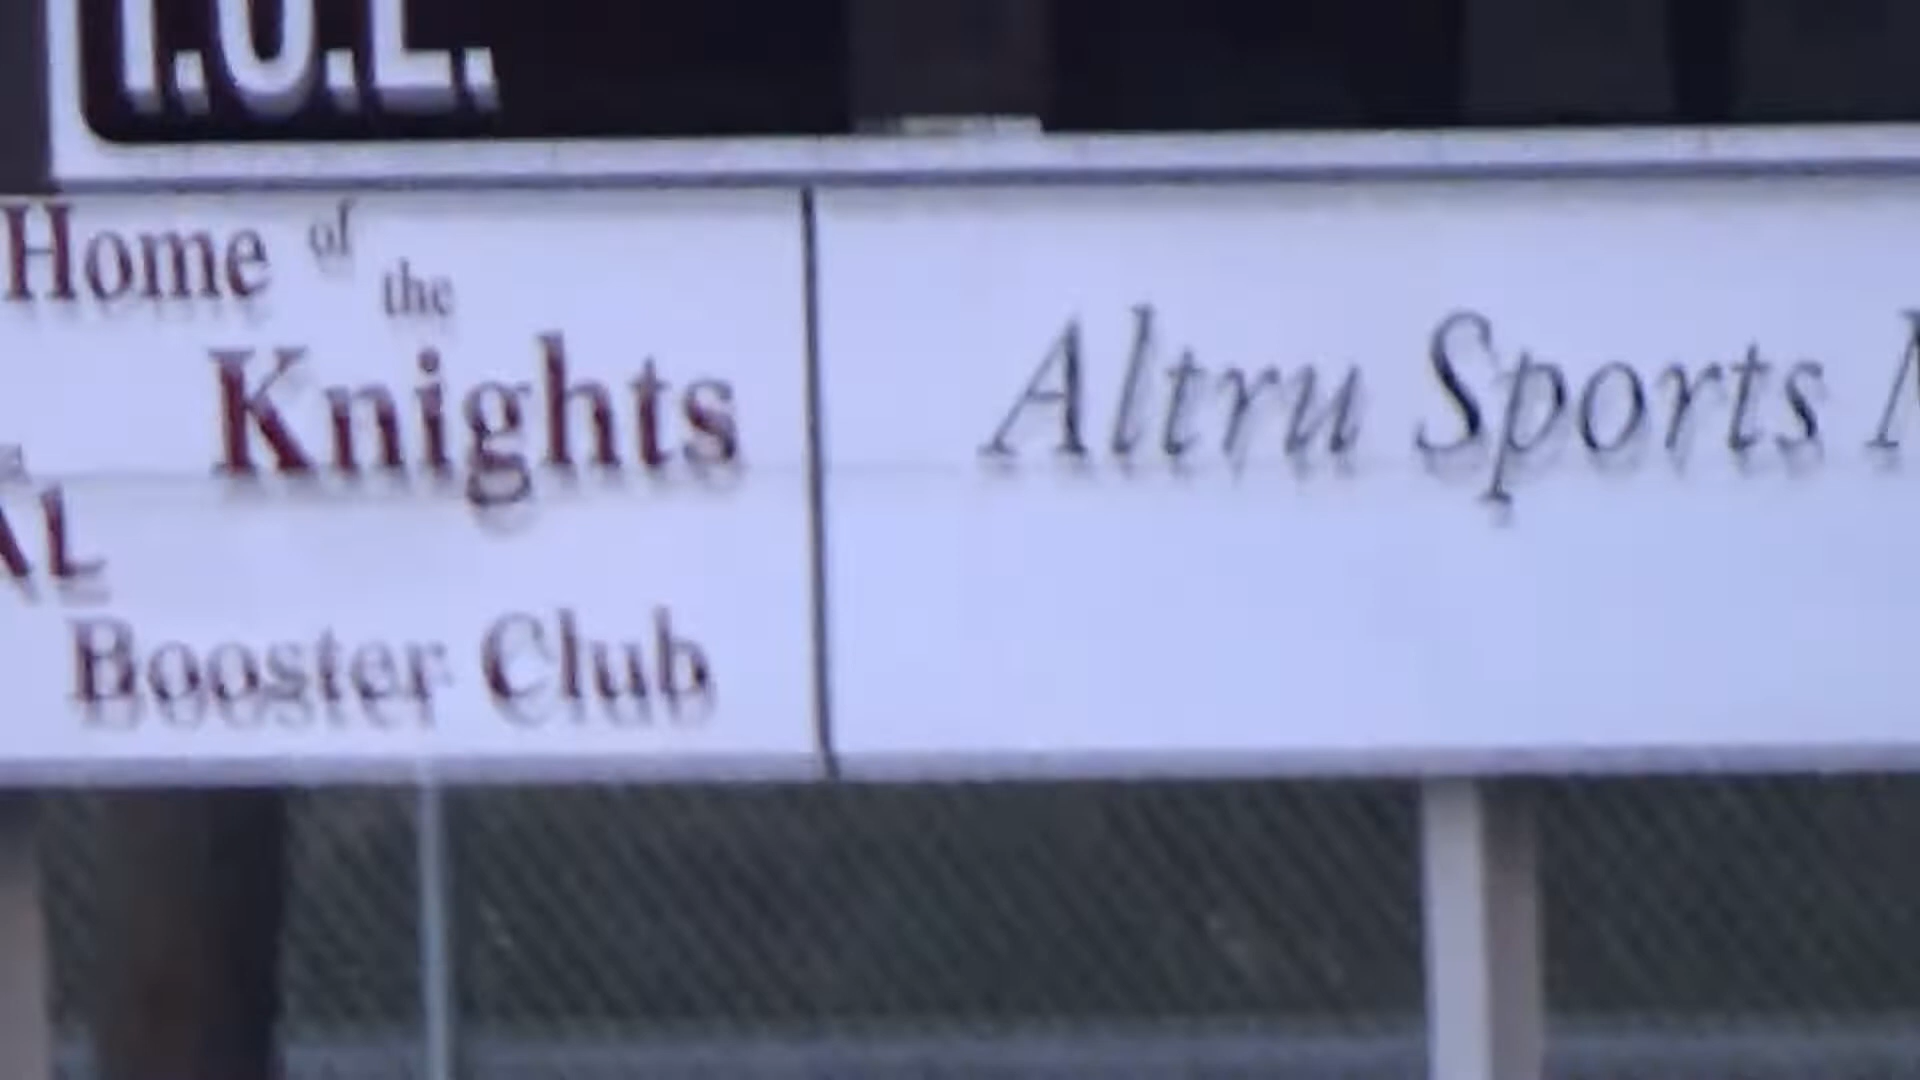 T.O.L.
Home of the
Knights
AL
Booster Club
Altru Sports